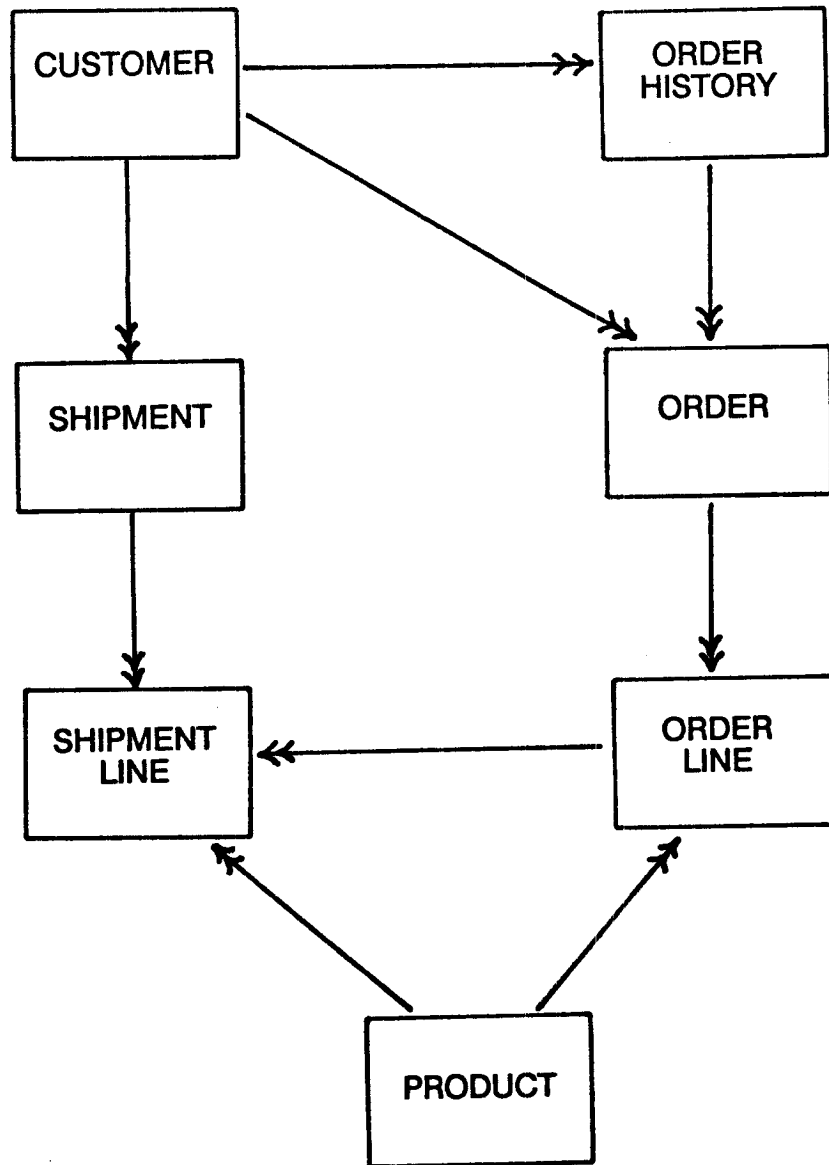 CUSTOMER
ORDER
HISTORY
SHIPMENT
ORDER
SHIPMENT
LINE
ORDER
LINE
PRODUCT